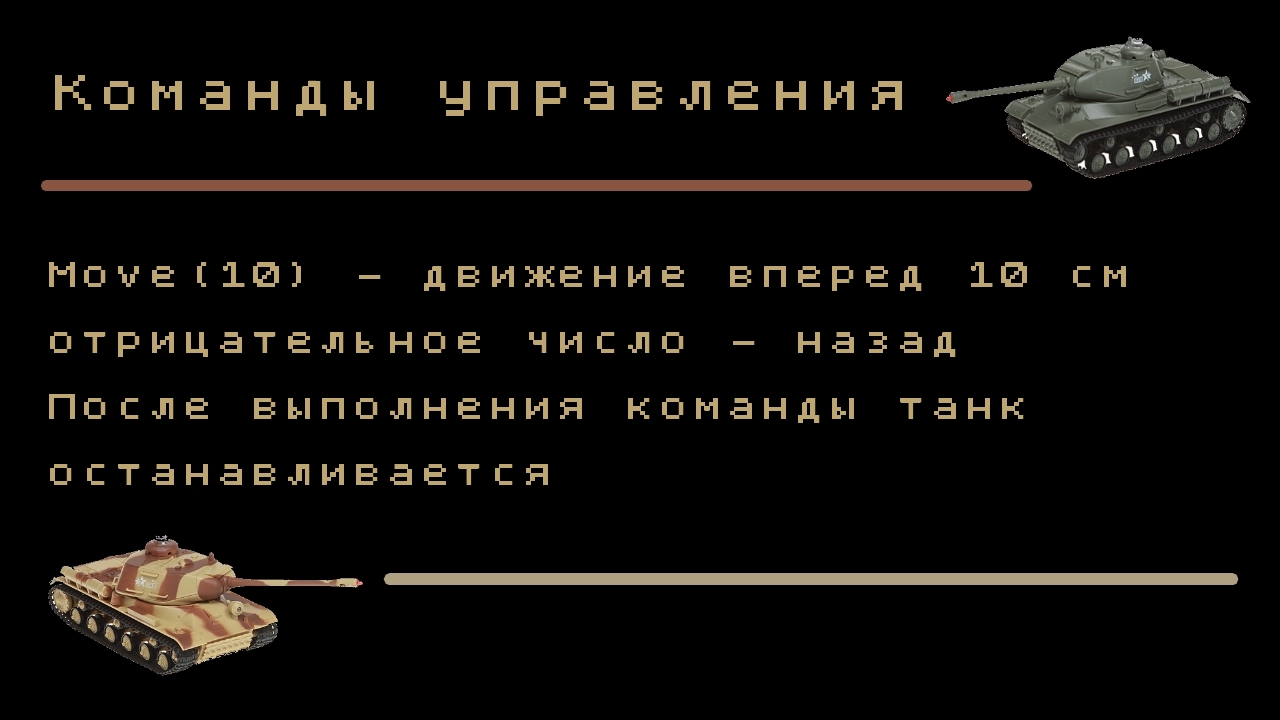 Команды управления
Move(10) – движение вперед 10 см
отрицательное число – назад
После выполнения команды танк
останавливается